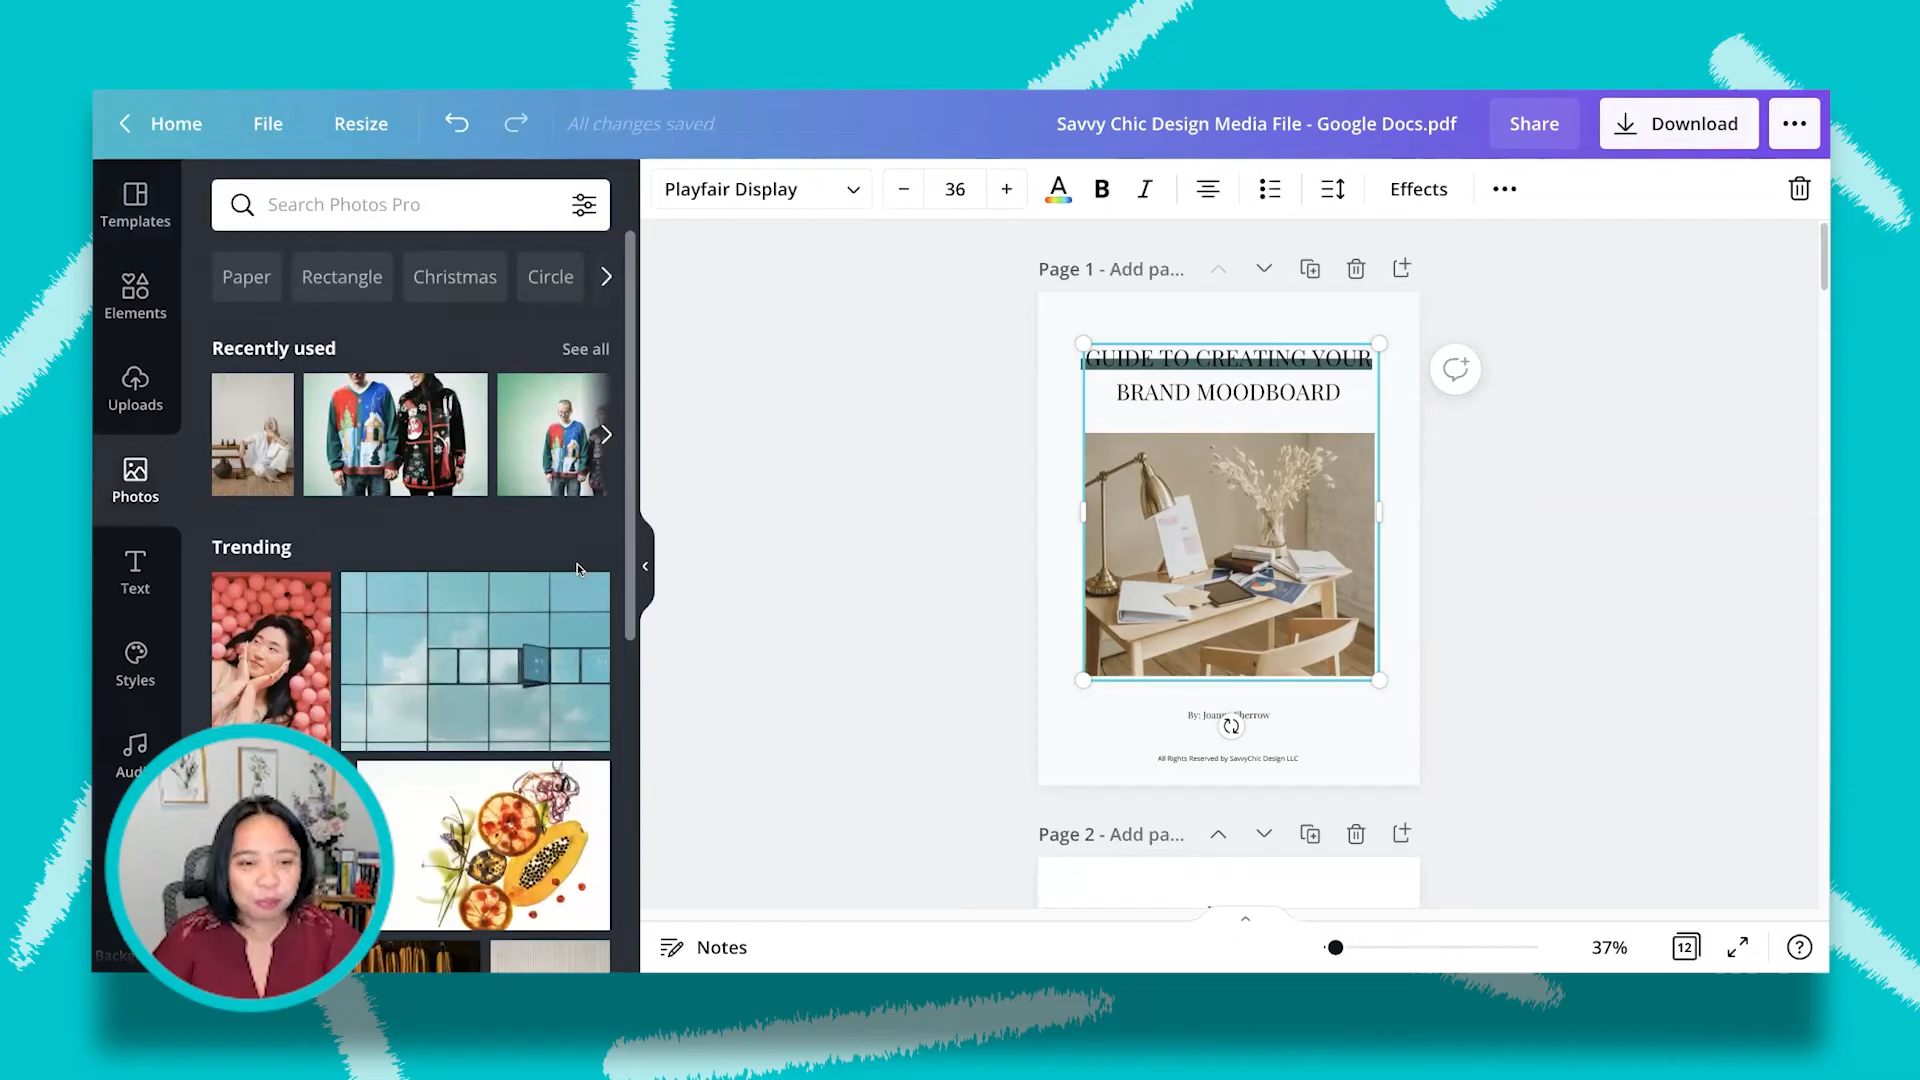 Home
File
Resize
All changes saved
Savvy Chic Design Media File - Google Docs.pdf
Share
Download
Templates
Elements
Uploads
Photos
Text
Styles
Search Photos Pro
Paper
Rectangle
Christmas
Circle
Recently used
See all
Trending
Playfair Display
36
A
B
I
Effects
Page 1 - Add pa...
GUIDE TO CREATING YOUR
BRAND MOODBOARD
By:
All Rights Reserved by SavvyChic Design LLC
Page 2 - Add pa...
Notes
37%
12